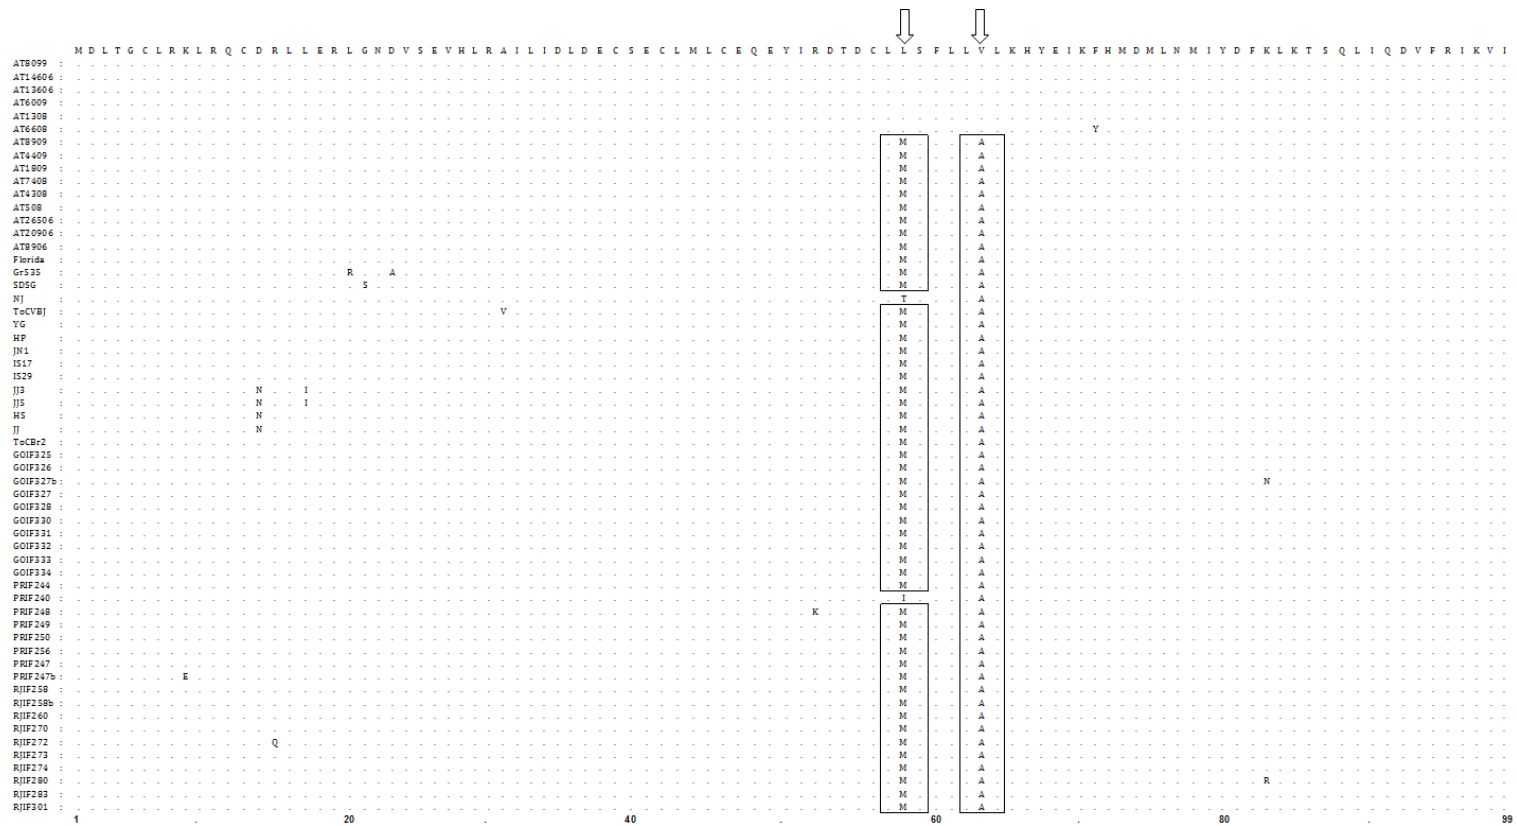 M D L T G C L R K L R Q C D R L L E R L G N D V S E V H L R A I L I D L D E C S E C L M L C E Q E Y I R D T D C L L S F L L V L K H Y E I K F H M D M L N M I Y D F K L K T S Q L I Q D V F R I K V I
AT8099 :
AT14606 :
AT13606 :
AT6009 :
AT1308 :
AT6608 : Y
AT8909 : M A
AT4409 : M A
AT1809 : M A
AT7408 : M A
AT4308 : M A
AT508 : M A
AT26506 : M A
AT20906 : M A
AT8906 : M A
Florida : M A
Gr535 : R A M A
SDSG : S M A
NJ : T A
ToCVBJ : V M A
YG : M A
HP : M A
JN1 : M A
IS17 : M A
IS29 : M A
JJ3 : N I M A
JJ5 : N I M A
HS : N M A
JJ : N M A
ToCBr2 : M A
GOIF325 : M A
GOIF326 : M A
GOIF327b : M A N
GOIF327 : M A
GOIF328 : M A
GOIF330 : M A
GOIF331 : M A
GOIF332 : M A
GOIF333 : M A
GOIF334 : M A
PRIF244 : M A
PRIF240 : I A
PRIF248 : K M A
PRIF249 : M A
PRIF250 : M A
PRIF256 : M A
PRIF247 : M A
PRIF247b : E M A
RJIF258 : M A
RJIF258b : M A
RJIF260 : M A
RJIF270 : M A
RJIF272 : Q M A
RJIF273 : M A
RJIF274 : M A
RJIF280 : M A R
RJIF283 : M A
RJIF301 : M A
1 . 20 . 40 . 60 . 80 . 99